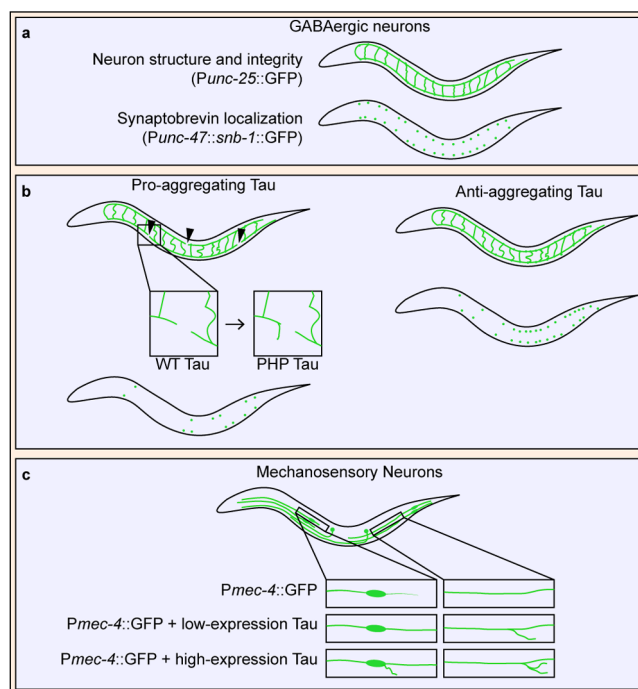 a
GABAergic neurons
Neuron structure and integrity
(Punc-25::GFP)
Synaptobrevin localization
(Punc-47::snb-1::GFP)
b
Pro-aggregating Tau
Anti-aggregating Tau
WT Tau
→
PHP Tau
c
Mechanosensory Neurons
Pmec-4::GFP
Pmec-4::GFP + low-expression Tau
Pmec-4::GFP + high-expression Tau